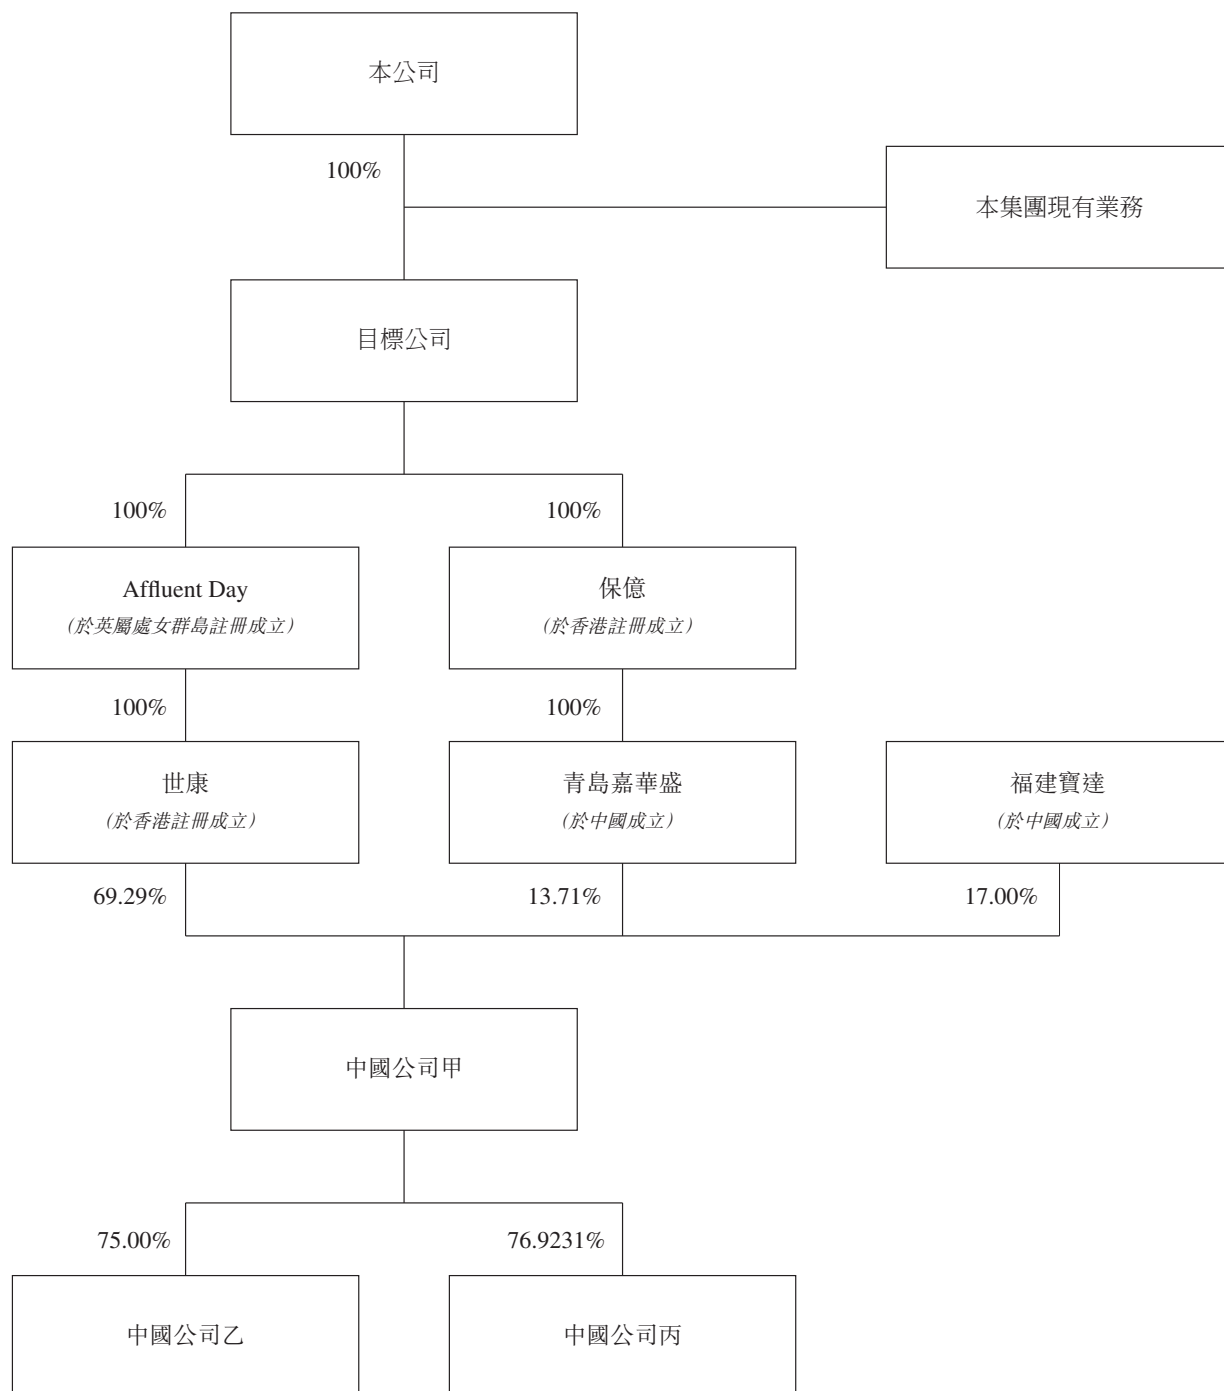 本公司
100%
本集團現有業務
目標公司
100%
100%
Affluent Day
(於英屬處女群島註冊成立)
保億
(於香港註冊成立)
100%
100%
世康
(於香港註冊成立)
青島嘉華盛
(於中國成立)
福建寶達
(於中國成立)
69.29%
13.71%
17.00%
中國公司甲
75.00%
76.9231%
中國公司乙
中國公司丙